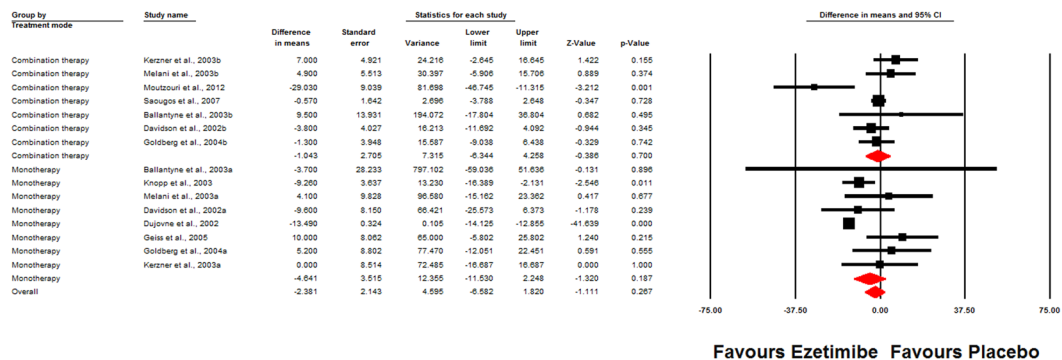 Group by Study name Statistics for each study Difference in means and 95% CI
Treatment mode
Difference Standard Lower Upper
in means error Variance limit limit Z-Value p-Value
Combination therapy Kerzner et al., 2003b 7.000 4.921 24.216 -2.645 16.645 1.422 0.155
Combination therapy Melani et al., 2003b 4.900 5.513 30.397 -5.906 15.706 0.889 0.374
Combination therapy Moutzouri et al., 2012 -29.030 9.039 81.698 -46.745 -11.315 -3.212 0.001
Combination therapy Saougos et al., 2007 -0.570 1.642 2.696 -3.788 2.648 -0.347 0.728
Combination therapy Ballantyne et al., 2003b 9.500 13.931 194.072 -17.804 36.804 0.682 0.495
Combination therapy Davidson et al., 2002b -3.800 4.027 16.213 -11.692 4.092 -0.944 0.345
Combination therapy Goldberg et al., 2004b -1.300 3.948 15.587 -9.038 6.438 -0.329 0.742
Combination therapy -1.043 2.705 7.315 -6.344 4.258 -0.386 0.700
Monotherapy Ballantyne et al., 2003a -3.700 28.233 797.102 -59.036 51.636 -0.131 0.896
Monotherapy Knopp et al., 2003 -9.260 3.637 13.230 -16.389 -2.131 -2.546 0.011
Monotherapy Melani et al., 2003a 4.100 9.828 96.580 -15.162 23.362 0.417 0.677
Monotherapy Davidson et al., 2002a -9.600 8.150 66.421 -25.573 6.373 -1.178 0.239
Monotherapy Dujovne et al., 2002 -13.490 0.324 0.105 -14.125 -12.855 -41.639 0.000
Monotherapy Geiss et al., 2005 10.000 8.062 65.000 -5.802 25.802 1.240 0.215
Monotherapy Goldberg et al., 2004a 5.200 8.802 77.470 -12.051 22.451 0.591 0.555
Monotherapy Kerzner et al., 2003a 0.000 8.514 72.485 -16.687 16.687 0.000 1.000
Monotherapy -4.641 3.515 12.355 -11.530 2.248 -1.320 0.187
Overall -2.381 2.143 4.595 -6.582 1.820 -1.111 0.267
-75.00 -37.50 0.00 37.50 75.00
Favours Ezetimibe Favours Placebo